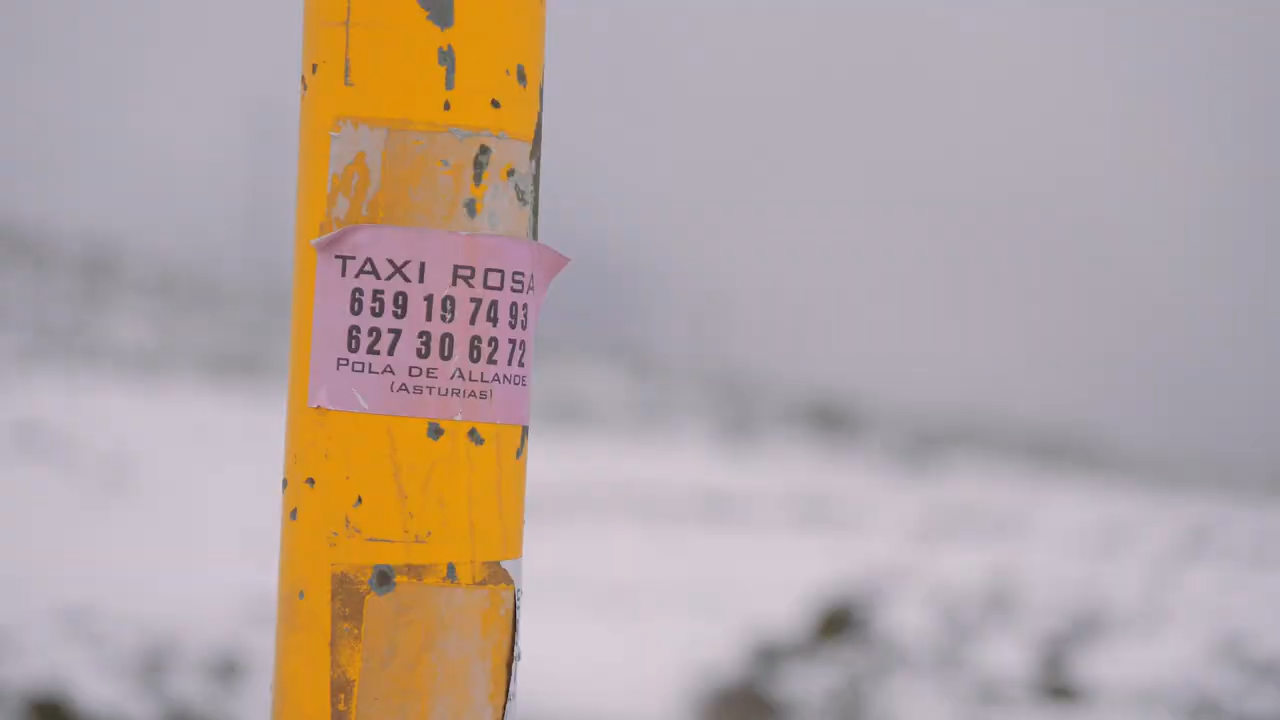 TAXI ROSA
659 19 74 93
627 30 62 72
POLA DE ALLANDE
(ASTURIAS)